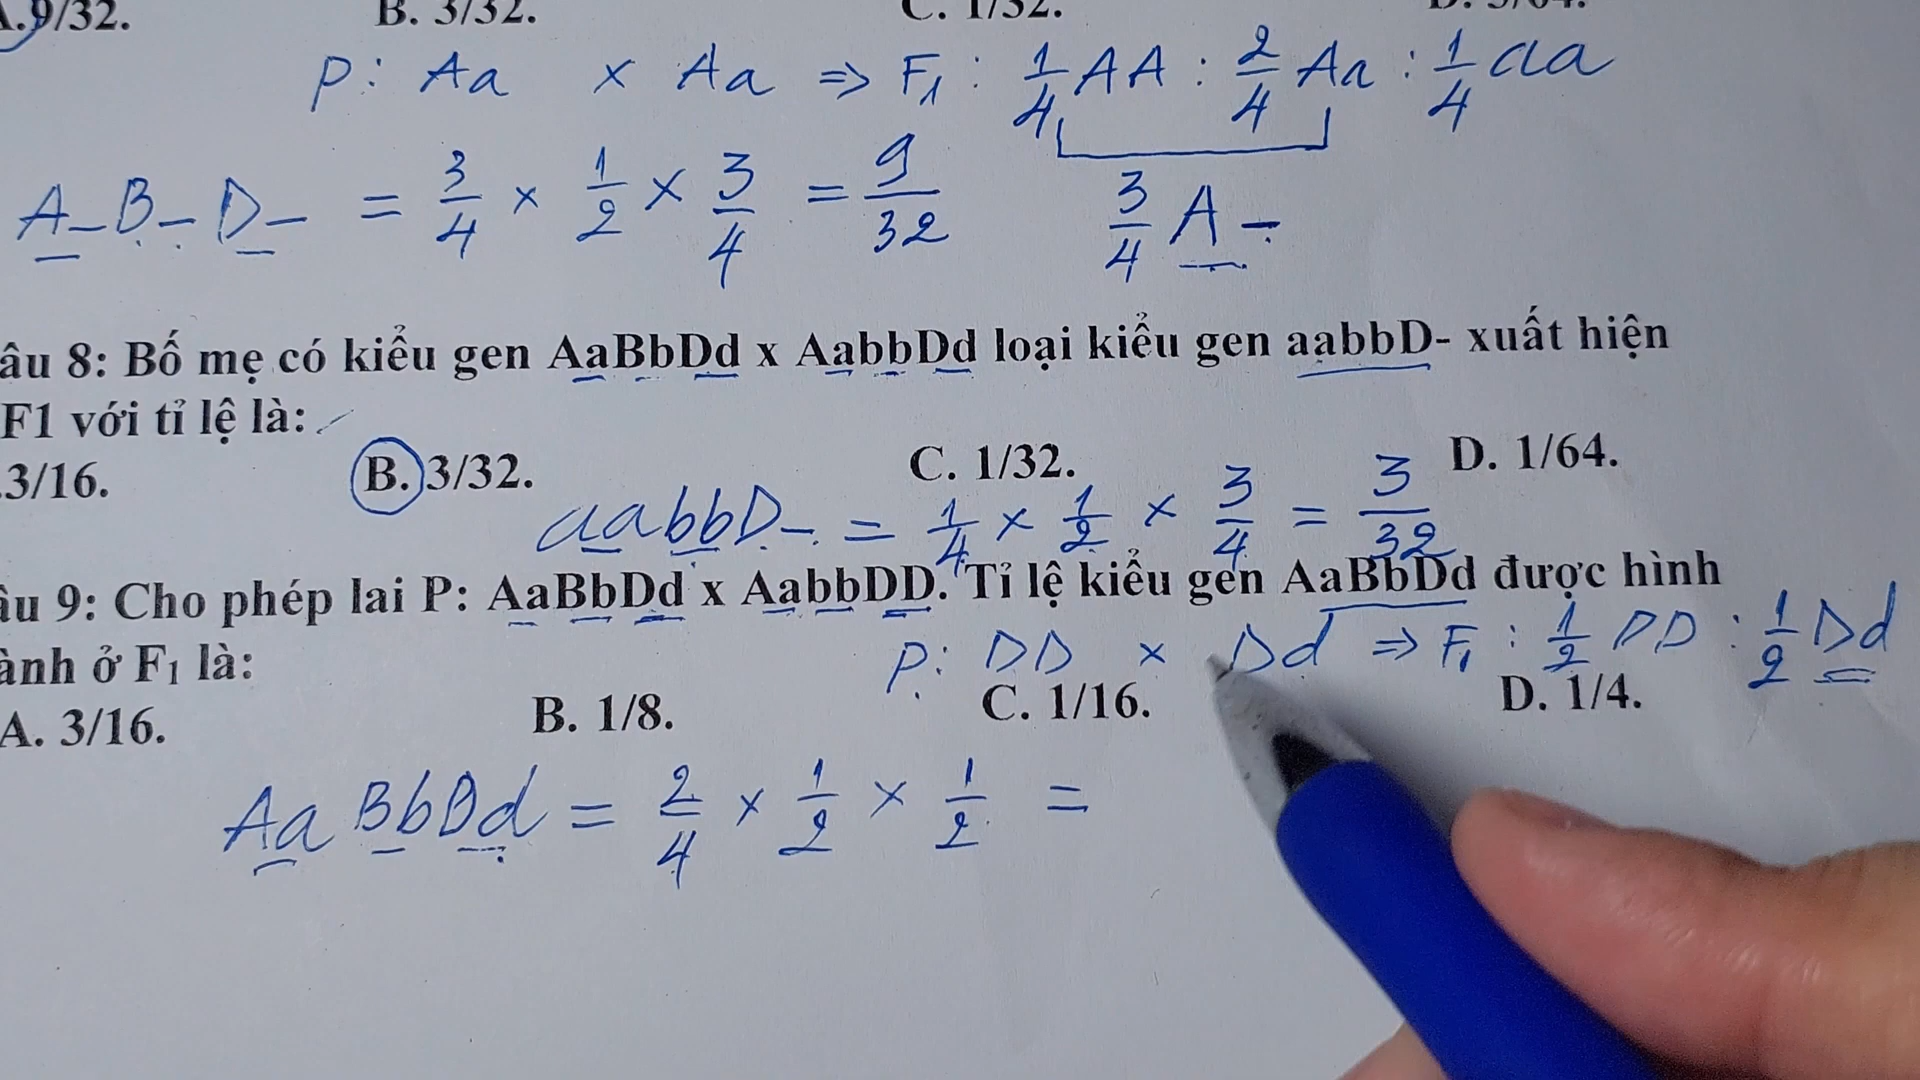 .9/32. B. 3/32. C. 1/32.
P: Aa x Aa => F1 : 1/4 AA : 2/4 Aa : 1/4 aa
A-B-D- = 3/4 x 1/2 x 3/4 = 9/32 3/4 A-
âu 8: Bố mẹ có kiểu gen AaBbDd x AabbDd loại kiểu gen aabbD- xuất hiện
F1 với tỉ lệ là:
.3/16. B. 3/32. C. 1/32. D. 1/64.
aabbD- = 1/4 x 1/2 x 3/4 = 3/32
âu 9: Cho phép lai P: AaBbDd x AabbDD. Tỉ lệ kiểu gen AaBbDd được hình
P: DD x Dd => F1 : 1/2 DD : 1/2 Dd
ành ở F1 là:
A. 3/16. B. 1/8. C. 1/16. D. 1/4.
AaBbDd = 2/4 x 1/2 x 1/2 =